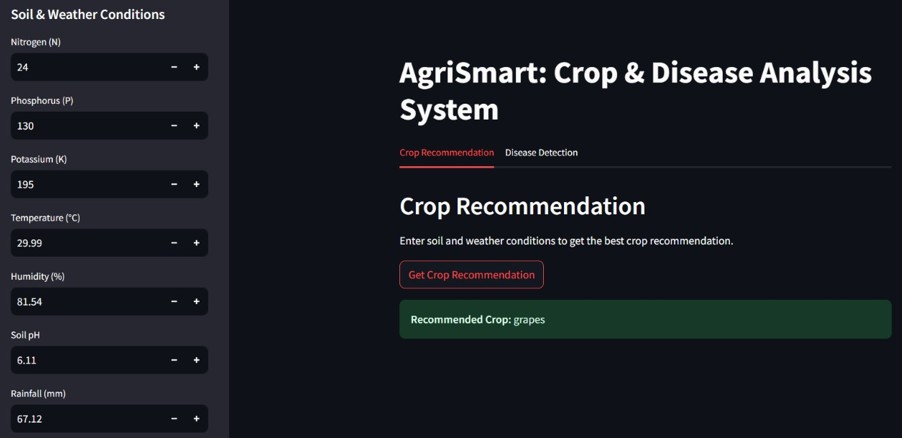 Soil & Weather Conditions
Nitrogen (N)
24
Phosphorus (P)
130
Potassium (K)
195
Temperature (°C)
29.99
Humidity (%)
81.54
Soil pH
6.11
Rainfall (mm)
67.12
AgriSmart: Crop & Disease Analysis
System
Crop Recommendation Disease Detection
Crop Recommendation
Enter soil and weather conditions to get the best crop recommendation.
Get Crop Recommendation
Recommended Crop: grapes